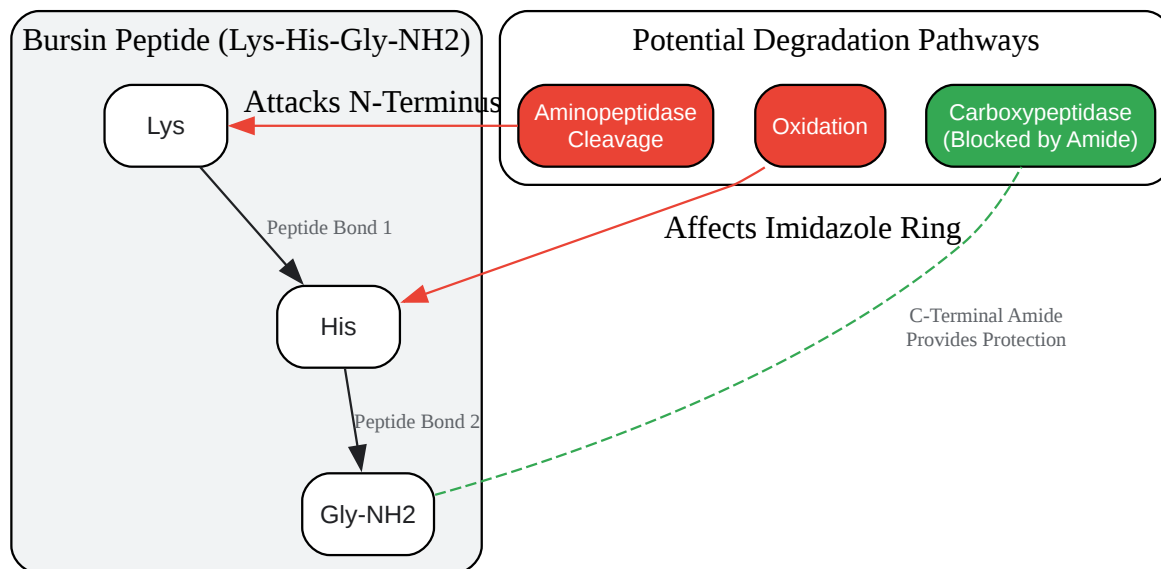 Bursin Peptide (Lys-His-Gly-NH2)
Potential Degradation Pathways
Attacks N-Terminus
Lys
Aminopeptidase
Cleavage
Oxidation
Carboxypeptidase
(Blocked by Amide)
Peptide Bond 1
Affects Imidazole Ring
His
C-Terminal Amide
Provides Protection
Peptide Bond 2
Gly-NH2